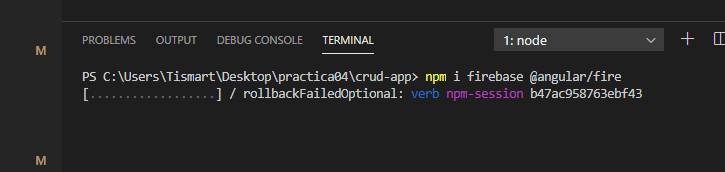 PROBLEMS OUTPUT DEBUG CONSOLE TERMINAL 1: node
M
PS C:\Users\Tismart\Desktop\practica04\crud-app> npm i firebase @angular/fire
[..................] / rollbackFailedOptional: verb npm-session b47ac958763ebf43
M